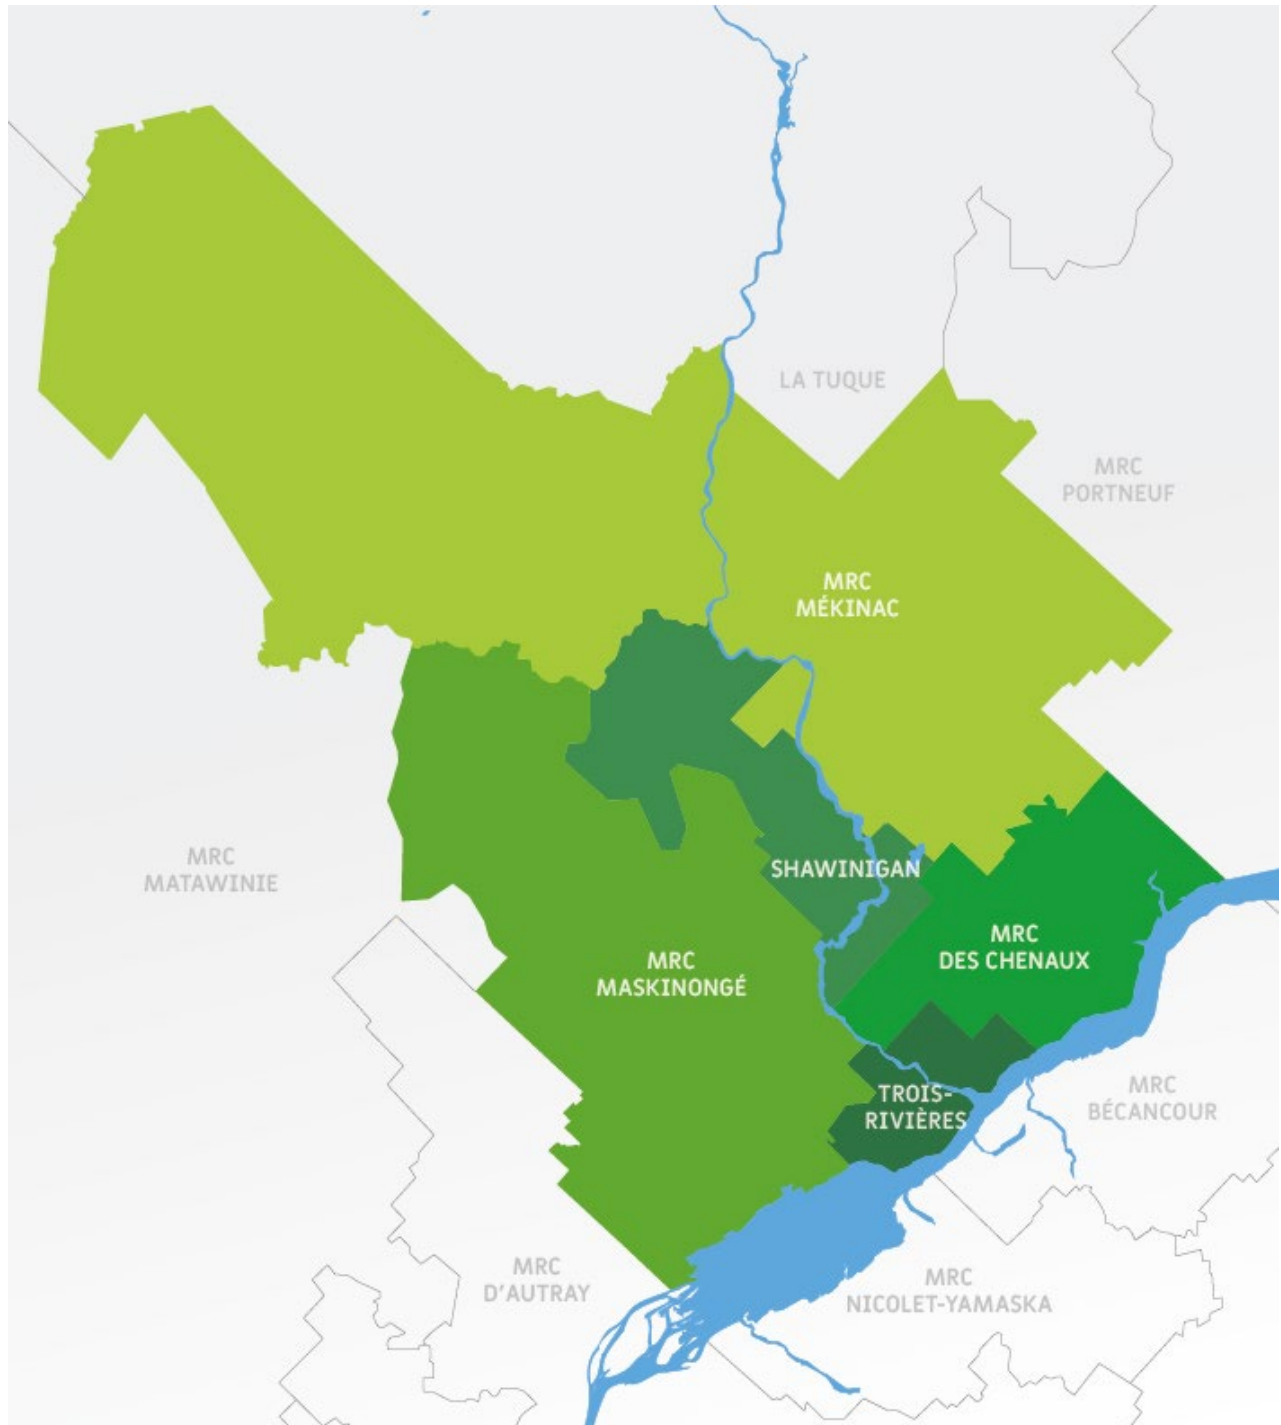 LA TUQUE
MRC
PORTNEUF
MRC
MÉKINAC
MRC
MATAWINIE
SHAWINIGAN
MRC
DES CHENAUX
MRC
MASKINONGÉ
TROIS-
RIVIÈRES
MRC
BÉCANCOUR
MRC
D'AUTRAY
MRC
NICOLET-YAMASKA